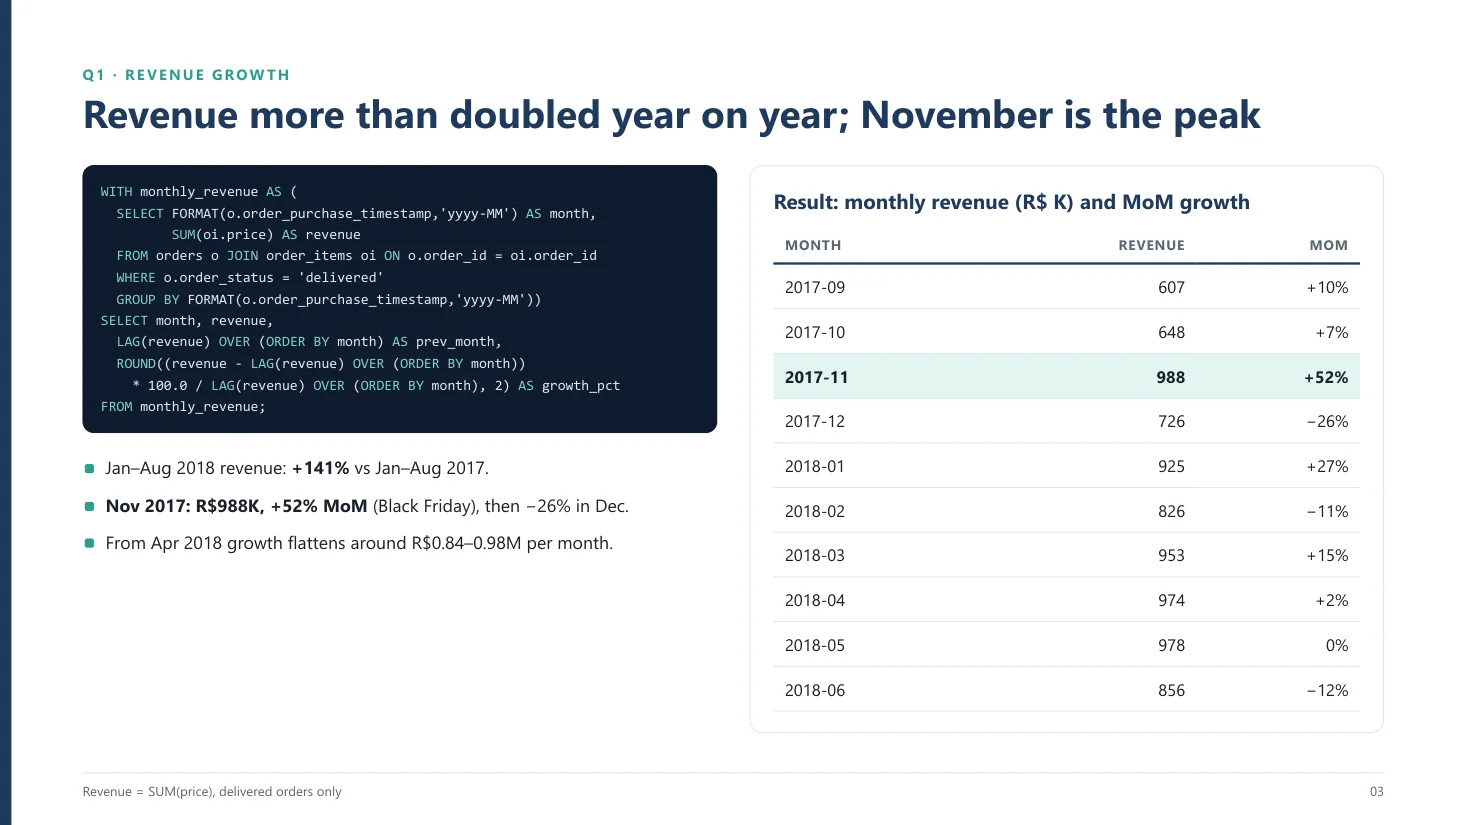 Q1 · REVENUE GROWTH
Revenue more than doubled year on year; November is the peak
WITH monthly_revenue AS (
  SELECT FORMAT(o.order_purchase_timestamp,'yyyy-MM') AS month,
         SUM(oi.price) AS revenue
  FROM orders o JOIN order_items oi ON o.order_id = oi.order_id
  WHERE o.order_status = 'delivered'
  GROUP BY FORMAT(o.order_purchase_timestamp,'yyyy-MM'))
SELECT month, revenue,
  LAG(revenue) OVER (ORDER BY month) AS prev_month,
  ROUND((revenue - LAG(revenue) OVER (ORDER BY month))
    * 100.0 / LAG(revenue) OVER (ORDER BY month), 2) AS growth_pct
FROM monthly_revenue;
Jan–Aug 2018 revenue: +141% vs Jan–Aug 2017.
Nov 2017: R$988K, +52% MoM (Black Friday), then −26% in Dec.
From Apr 2018 growth flattens around R$0.84–0.98M per month.
Result: monthly revenue (R$ K) and MoM growth
MONTH REVENUE MOM
2017-09 607 +10%
2017-10 648 +7%
2017-11 988 +52%
2017-12 726 −26%
2018-01 925 +27%
2018-02 826 −11%
2018-03 953 +15%
2018-04 974 +2%
2018-05 978 0%
2018-06 856 −12%
Revenue = SUM(price), delivered orders only
03